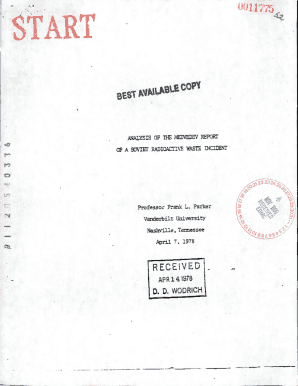 0011775
START
BEST AVAILABLE COPY
ANALYSIS OF THE MEDVEDEV REPORT
OF A SOVIET RADIOACTIVE WASTE INCIDENT
Professor Frank L. Parker
Vanderbilt University
Nashville, Tennessee
April 7, 1978
RECEIVED
APR 14 1978
D. D. WODRICH